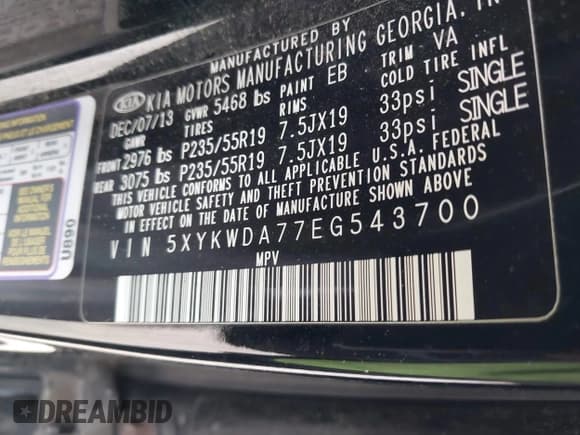 MANUFACTURED BY
KIA KIA MOTORS MANUFACTURING GEORGIA, IN
DEC/07/13 GVWR 5468 lbs PAINT EB TRIM VA
GAWR TIRES RIMS COLD TIRE INFL
FRONT 2976 lbs P235/55R19 7.5JX19 33psi SINGLE
REAR 3075 lbs P235/55R19 7.5JX19 33psi SINGLE
THIS VEHICLE CONFORMS TO ALL APPLICABLE U.S.A. FEDERAL
MOTOR VEHICLE SAFETY AND THEFT PREVENTION STANDARDS
IN EFFECT ON THE DATE OF MANUFACTURE SHOWN ABOVE
VIN 5XYKWDA77EG543700
MPV
U890
DREAMBID